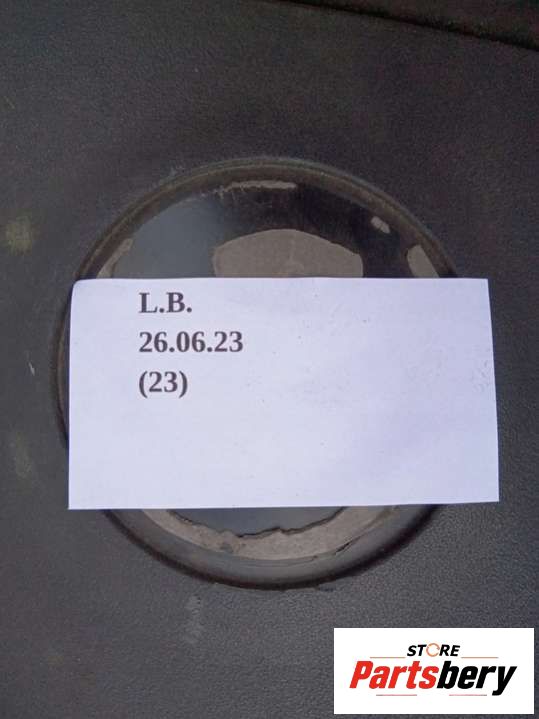 L.B.
26.06.23
(23)
STORE
Partsbery